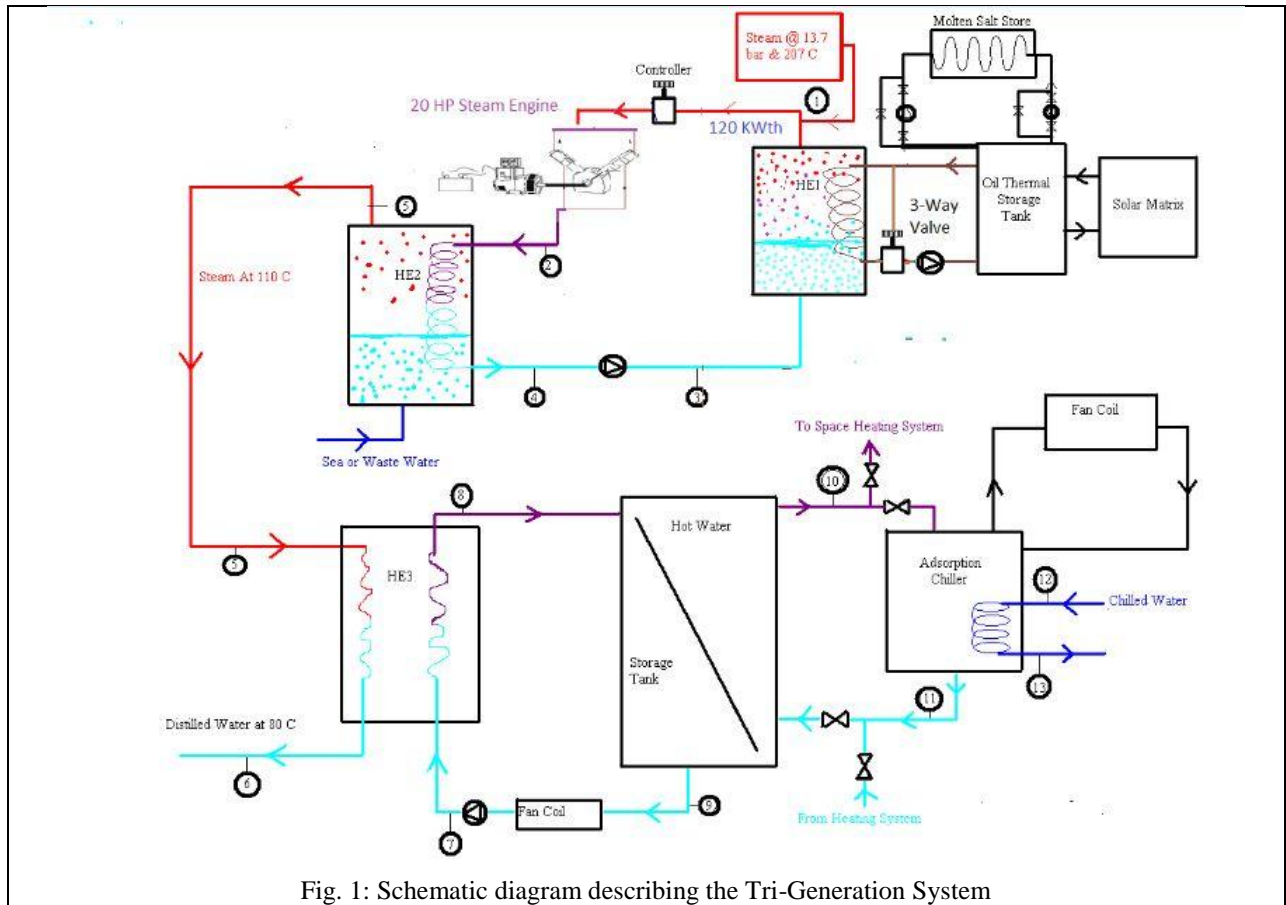 Steam @ 13.7
bar & 207 C
Molten Salt Store
Controller
20 HP Steam Engine
1
120 KWth
HE1
3-Way
Valve
Oil Thermal
Storage
Tank
Solar Matrix
5
2
HE2
Steam At 110 C
4
3
Sea or Waste Water
To Space Heating System
Fan Coil
10
8
Hot Water
5
HE3
Adsorption
Chiller
12
Chilled Water
Storage
Tank
13
11
Distilled Water at 80 C
6
9
Fan Coil
7
From Heating System
Fig. 1: Schematic diagram describing the Tri-Generation System